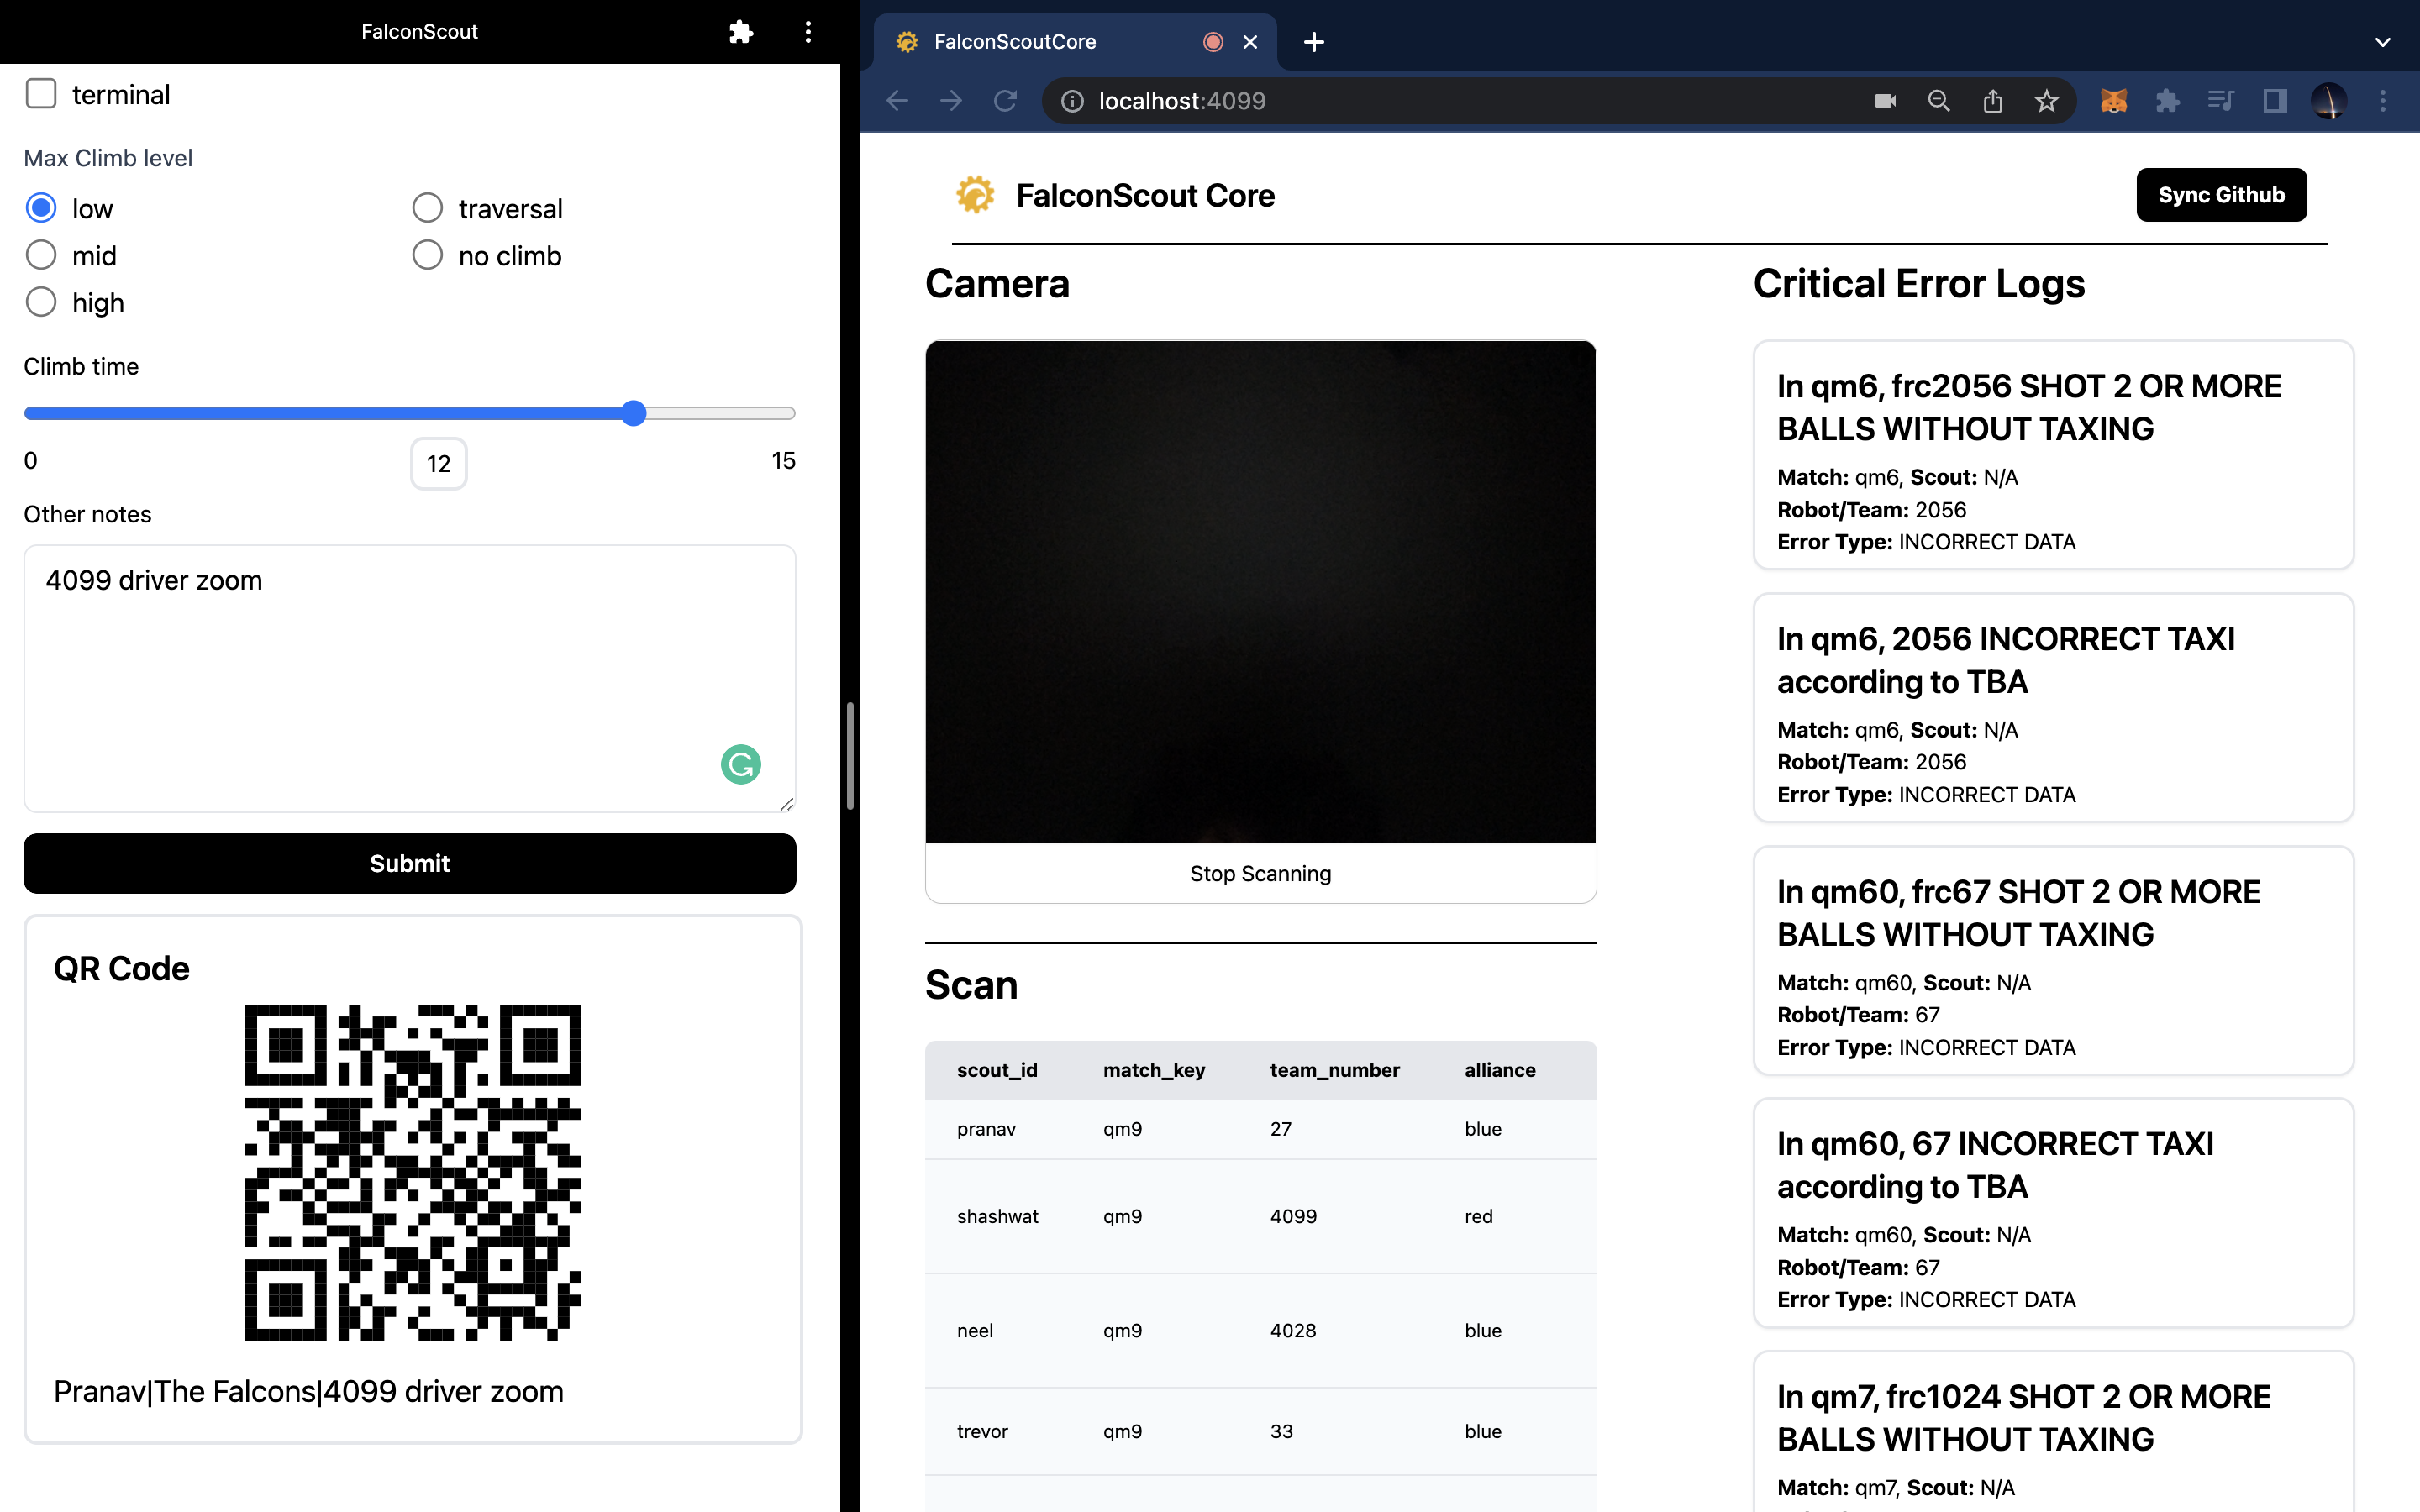 FalconScout
terminal
Max Climb level
low
traversal
mid
no climb
high
Climb time
0
12
15
Other notes
4099 driver zoom
Submit
QR Code
Pranav|The Falcons|4099 driver zoom
FalconScoutCore
localhost:4099
FalconScout Core
Sync Github
Camera
Stop Scanning
Scan
scout_id match_key team_number alliance
pranav qm9 27 blue
shashwat qm9 4099 red
neel qm9 4028 blue
trevor qm9 33 blue
Critical Error Logs
In qm6, frc2056 SHOT 2 OR MORE
BALLS WITHOUT TAXING
Match: qm6, Scout: N/A
Robot/Team: 2056
Error Type: INCORRECT DATA
In qm6, 2056 INCORRECT TAXI
according to TBA
Match: qm6, Scout: N/A
Robot/Team: 2056
Error Type: INCORRECT DATA
In qm60, frc67 SHOT 2 OR MORE
BALLS WITHOUT TAXING
Match: qm60, Scout: N/A
Robot/Team: 67
Error Type: INCORRECT DATA
In qm60, 67 INCORRECT TAXI
according to TBA
Match: qm60, Scout: N/A
Robot/Team: 67
Error Type: INCORRECT DATA
In qm7, frc1024 SHOT 2 OR MORE
BALLS WITHOUT TAXING
Match: qm7, Scout: N/A